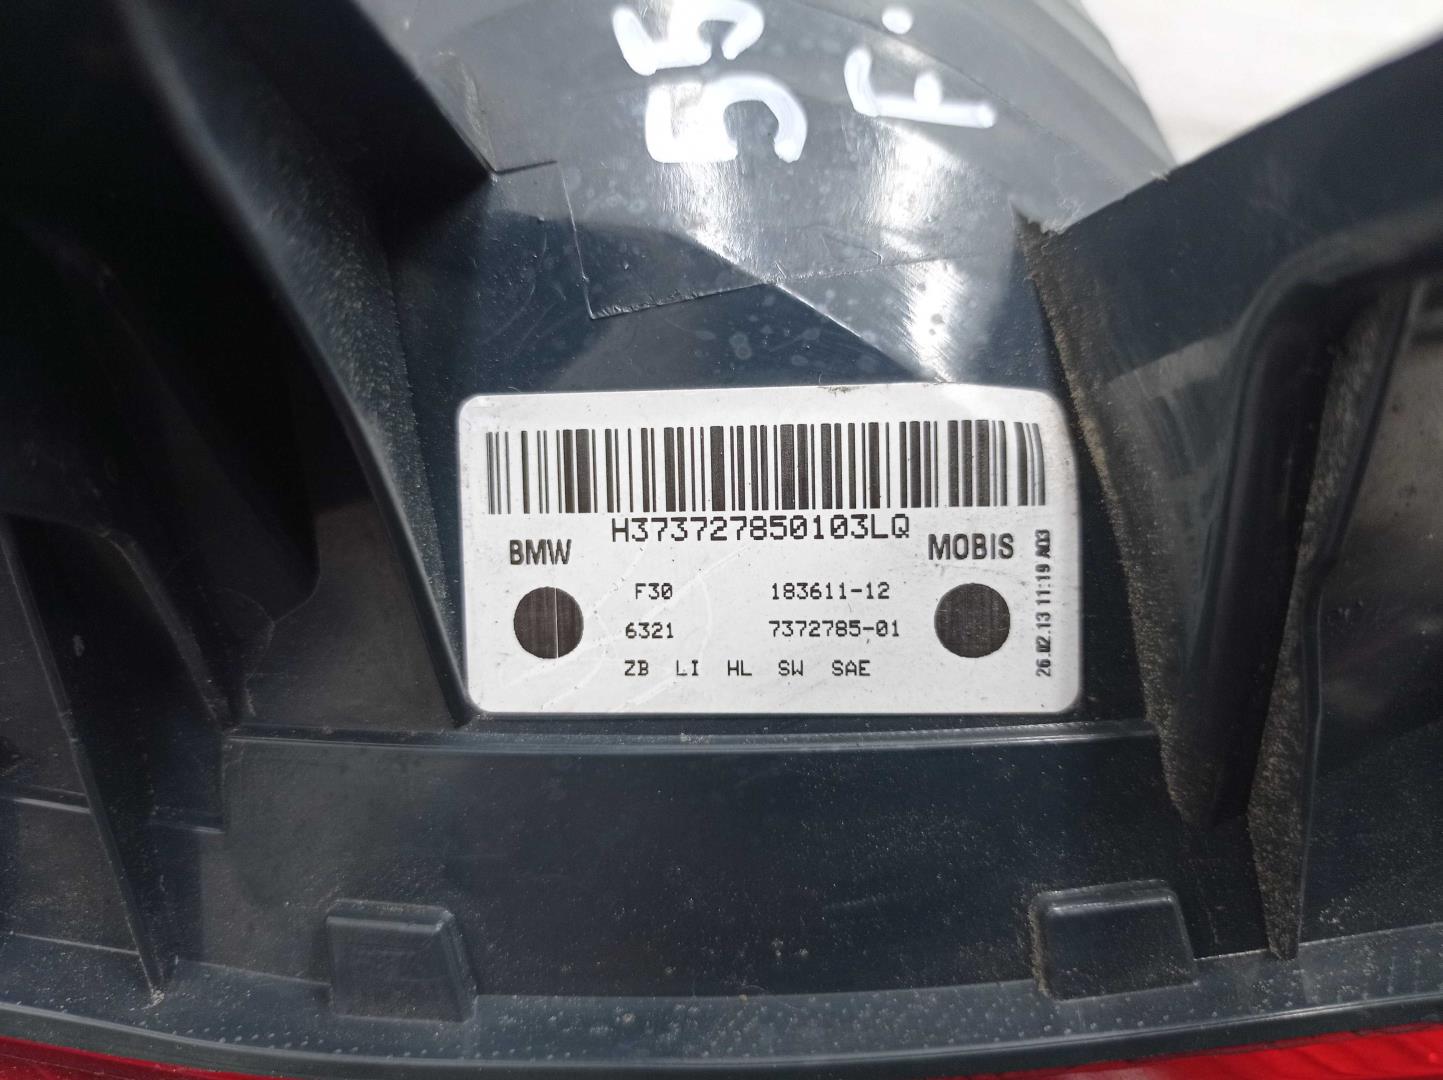 55
F.
H373727850103LQ
BMW
MOBIS
F30 183611-12
6321 7372785-01
ZB LI HL SW SAE
26.02.13 11:19 A03